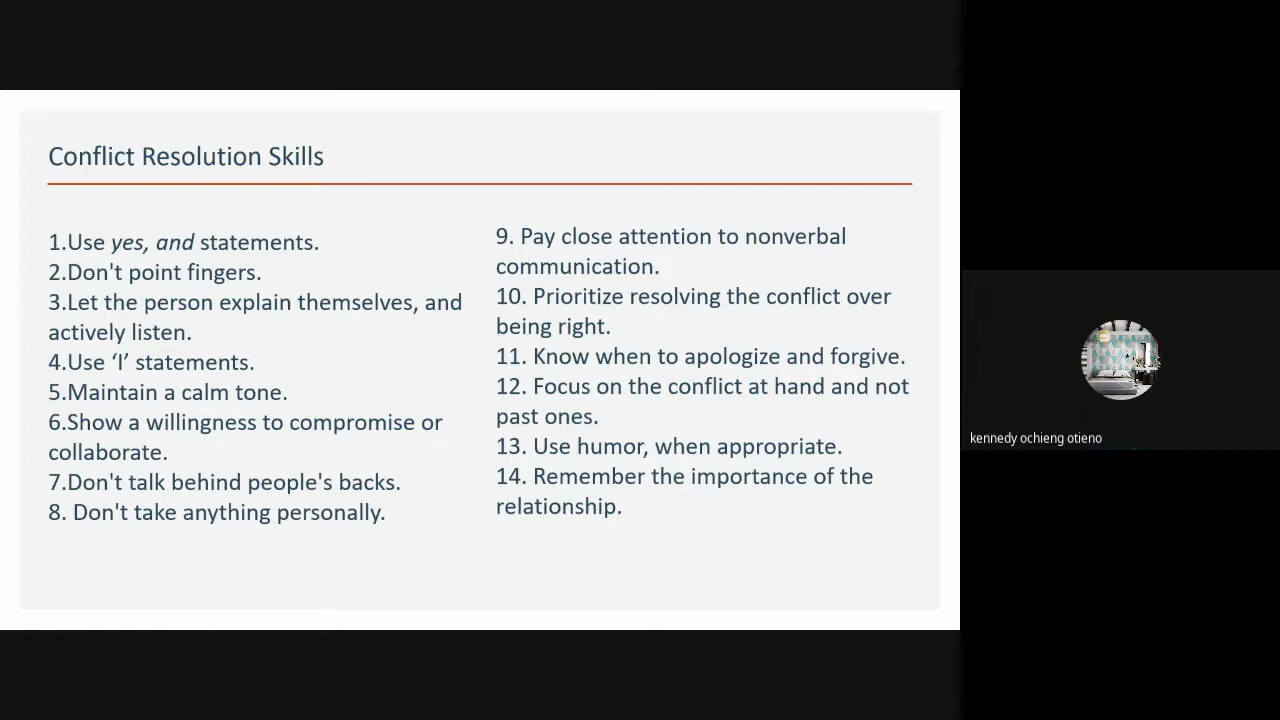 Conflict Resolution Skills
1.Use yes, and statements.
2.Don't point fingers.
3.Let the person explain themselves, and
actively listen.
4.Use ‘I’ statements.
5.Maintain a calm tone.
6.Show a willingness to compromise or
collaborate.
7.Don't talk behind people's backs.
8. Don't take anything personally.
9. Pay close attention to nonverbal
communication.
10. Prioritize resolving the conflict over
being right.
11. Know when to apologize and forgive.
12. Focus on the conflict at hand and not
past ones.
13. Use humor, when appropriate.
14. Remember the importance of the
relationship.
kennedy ochieng otieno